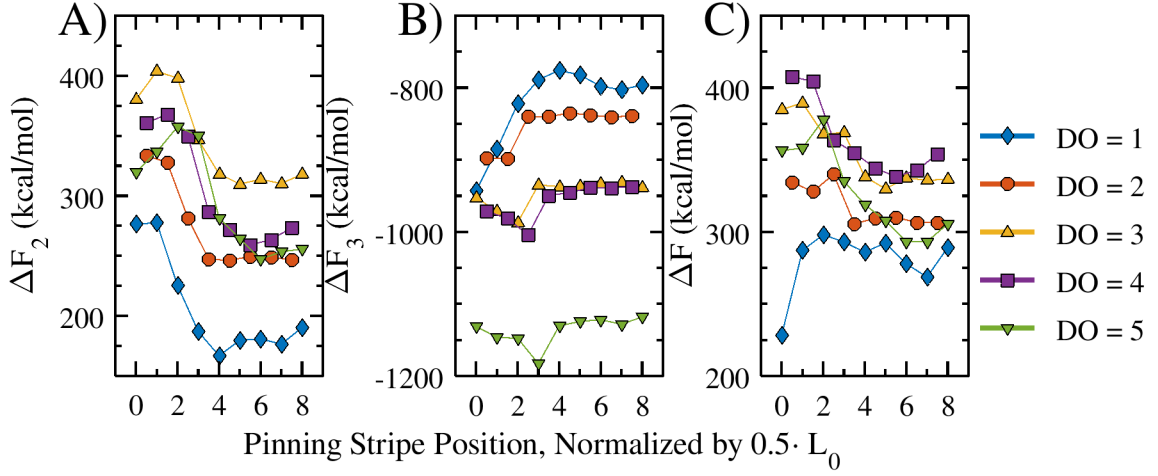 A)
B)
C)
ΔF₂ (kcal/mol)
400
300
200
0 2 4 6 8
ΔF₃ (kcal/mol)
-800
-1000
-1200
0 2 4 6 8
ΔF (kcal/mol)
400
300
200
0 2 4 6 8
Pinning Stripe Position, Normalized by 0.5· L₀
DO = 1
DO = 2
DO = 3
DO = 4
DO = 5